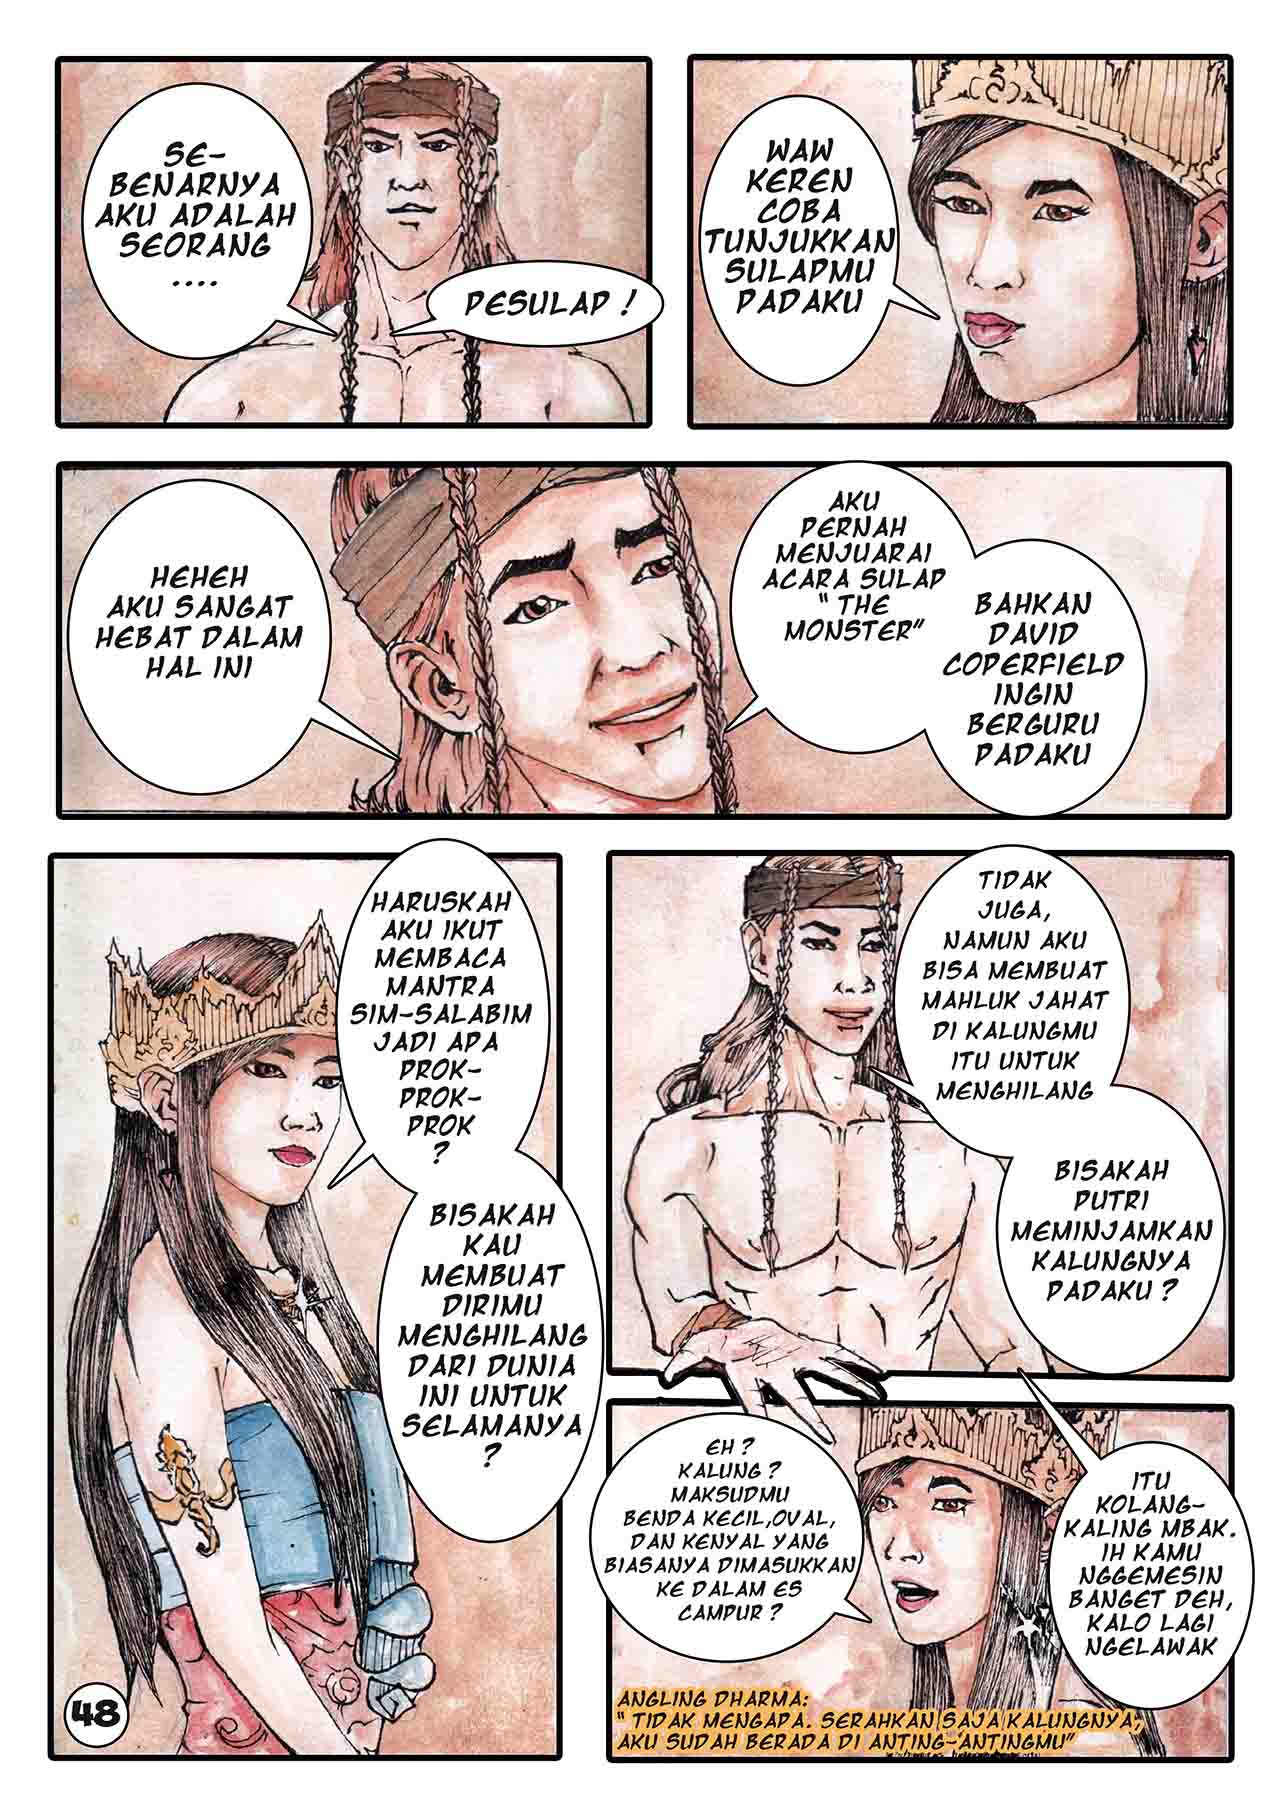 SE-
BENARNYA
AKU ADALAH
SEORANG
....
PESULAP !
WAW
KEREN
COBA
TUNJUKKAN
SULAPMU
PADAKU
HEHEH
AKU SANGAT
HEBAT DALAM
HAL INI
AKU
PERNAH
MENJUARAI
ACARA SULAP
" THE
MONSTER"
BAHKAN
DAVID
COPERFIELD
INGIN
BERGURU
PADAKU
HARUSKAH
AKU IKUT
MEMBACA
MANTRA
SIM-SALABIM
JADI APA
PROK-
PROK-
PROK
?
BISAKAH
KAU
MEMBUAT
DIRIMU
MENGHILANG
DARI DUNIA
INI UNTUK
SELAMANYA
?
TIDAK
JUGA,
NAMUN AKU
BISA MEMBUAT
MAHLUK JAHAT
DI KALUNGMU
ITU UNTUK
MENGHILANG
BISAKAH
PUTRI
MEMINJAMKAN
KALUNGNYA
PADAKU ?
EH ?
KALUNG ?
MAKSUDMU
BENDA KECIL,OVAL,
DAN KENYAL YANG
BIASANYA DIMASUKKAN
KE DALAM ES
CAMPUR ?
ITU
KOLANG-
KALING MBAK.
IH KAMU
NGGEMESIN
BANGET DEH,
KALO LAGI
NGELAWAK
ANGLING DHARMA:
" TIDAK MENGAPA. SERAHKAN SAJA KALUNGNYA,
AKU SUDAH BERADA DI ANTING-ANTINGMU"
48